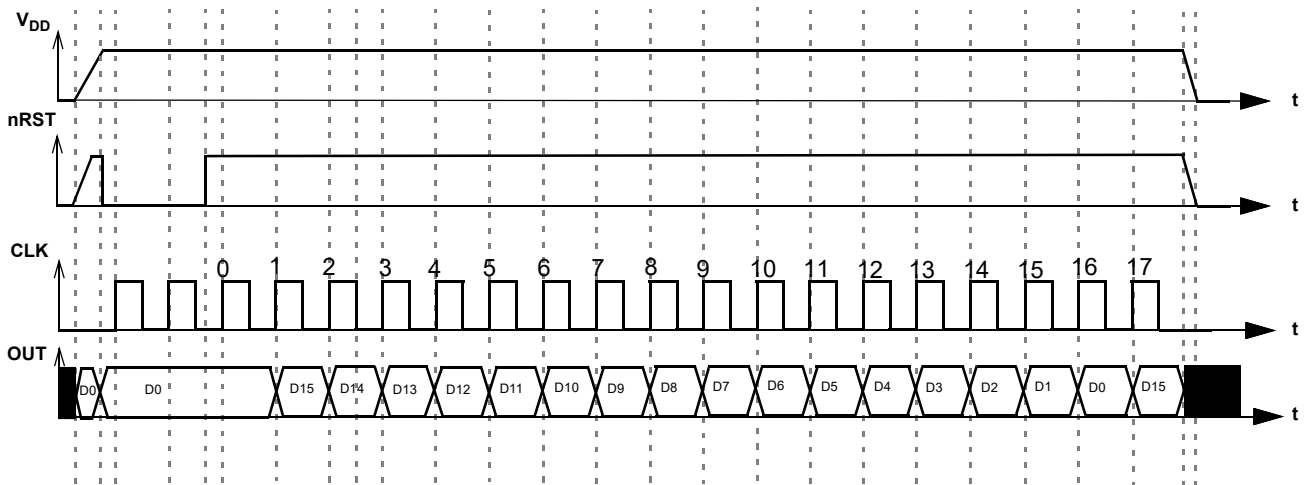 VDD
t
nRST
t
CLK
0 1 2 3 4 5 6 7 8 9 10 11 12 13 14 15 16 17
t
OUT
D0 D0 D15 D14 D13 D12 D11 D10 D9 D8 D7 D6 D5 D4 D3 D2 D1 D0 D15
t